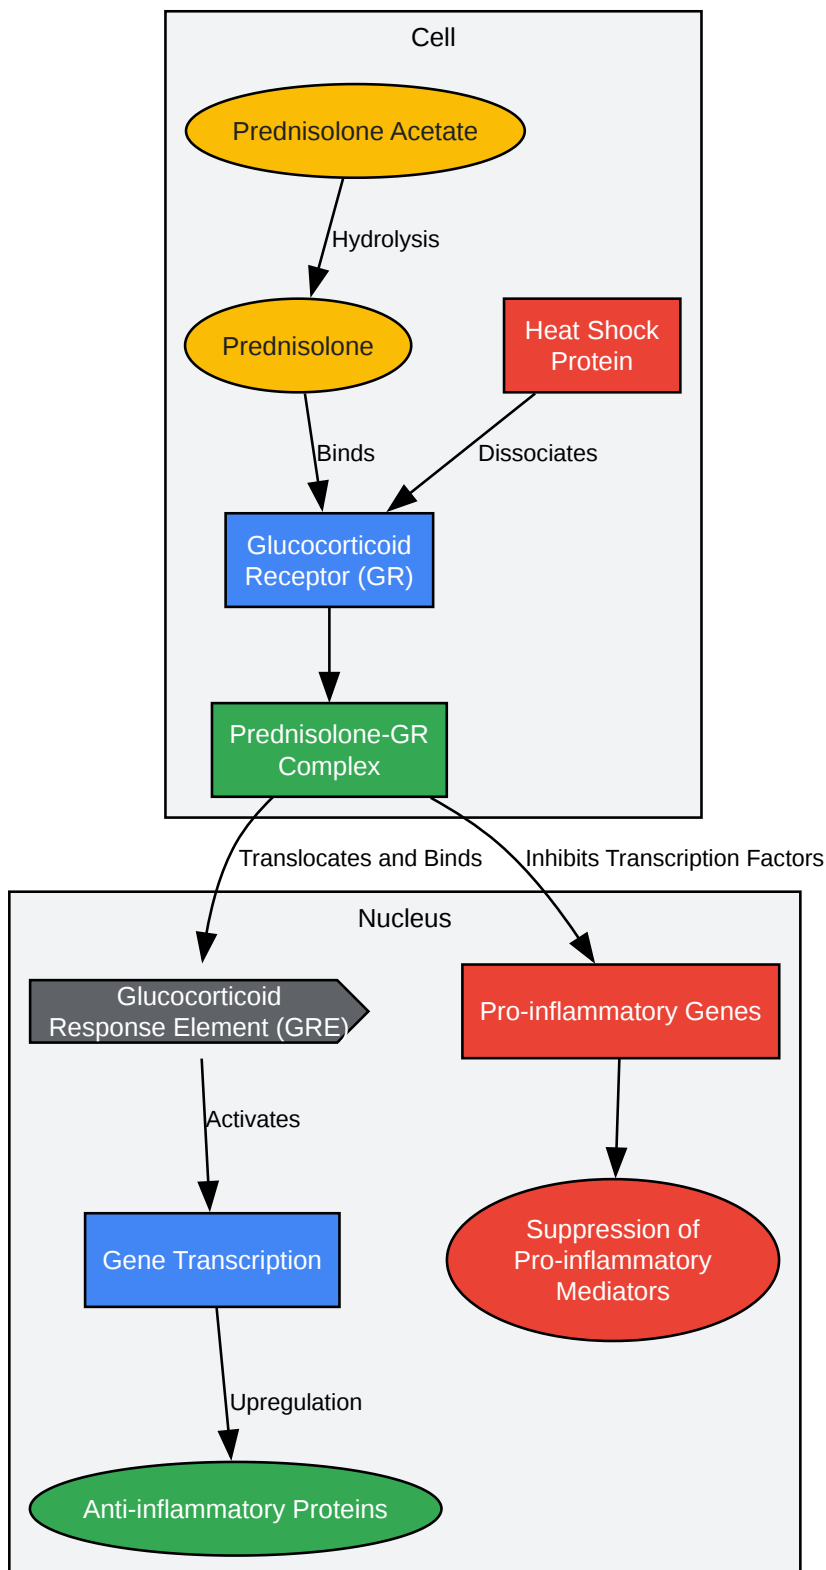 Cell
Prednisolone Acetate
Hydrolysis
Prednisolone
Heat Shock
Protein
Binds
Dissociates
Glucocorticoid
Receptor (GR)
Prednisolone-GR
Complex
Translocates and Binds
Inhibits Transcription Factors
Nucleus
Glucocorticoid
Response Element (GRE)
Pro-inflammatory Genes
Activates
Gene Transcription
Suppression of
Pro-inflammatory
Mediators
Upregulation
Anti-inflammatory Proteins